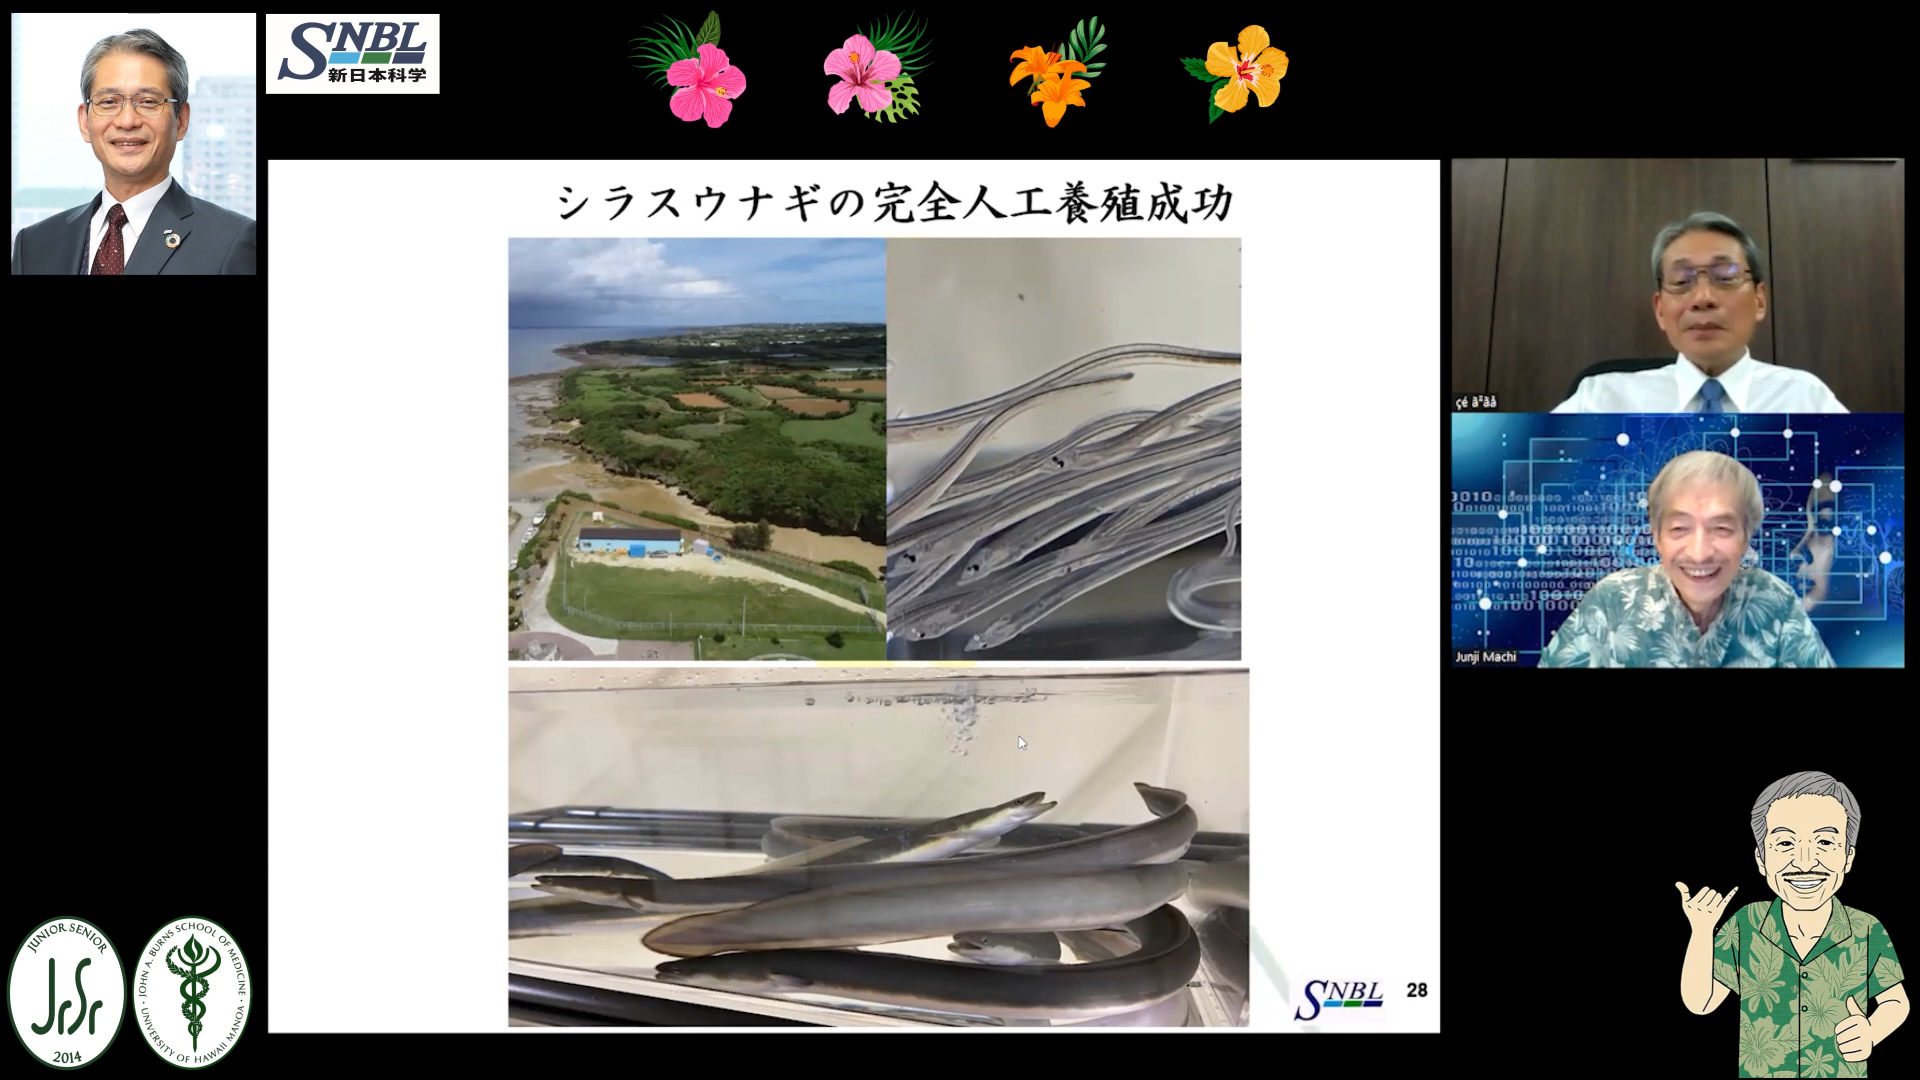 SNBL
新日本科学
シラスウナギの完全人工養殖成功
çé ã²ãå
Junji Machi
SNBL
28
JUNIOR SENIOR
JrSr
2014
JOHN A. BURNS SCHOOL OF MEDICINE
UNIVERSITY OF HAWAII MANOA